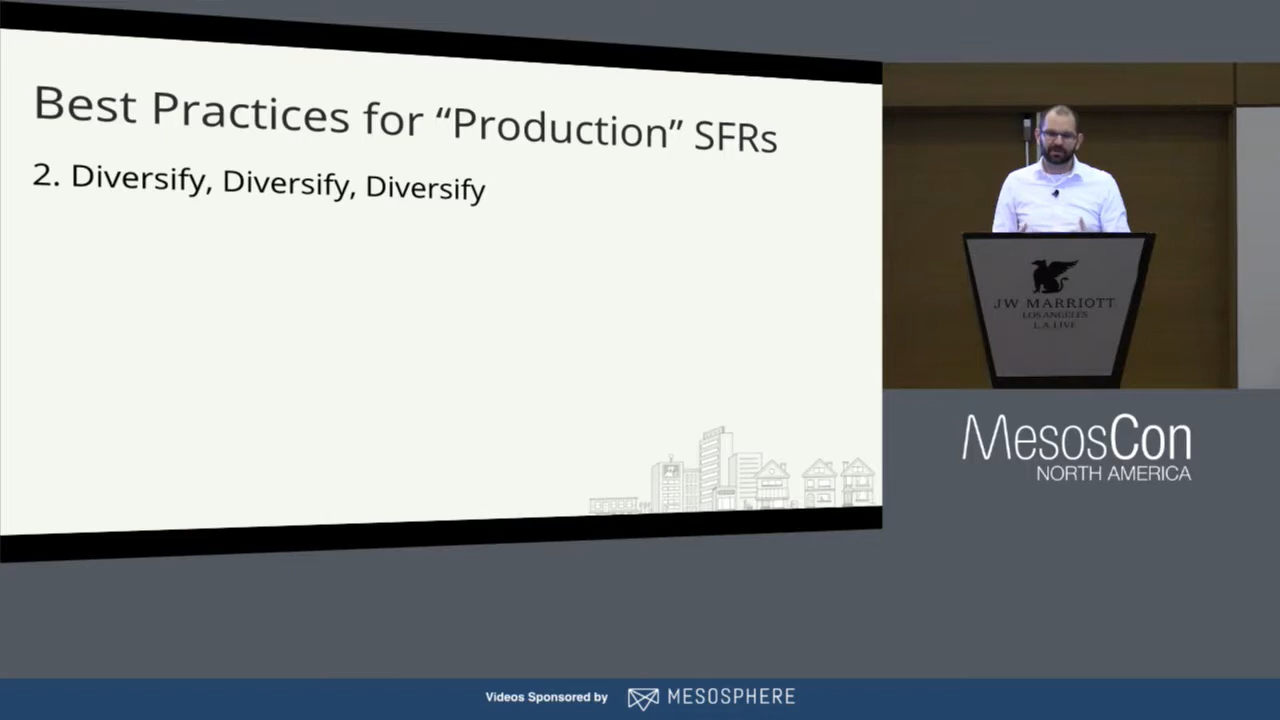 Best Practices for “Production” SFRs
2. Diversify, Diversify, Diversify
JW MARRIOTT
LOS ANGELES
L.A. LIVE
MesosCon
NORTH AMERICA
Videos Sponsored by MESOSPHERE